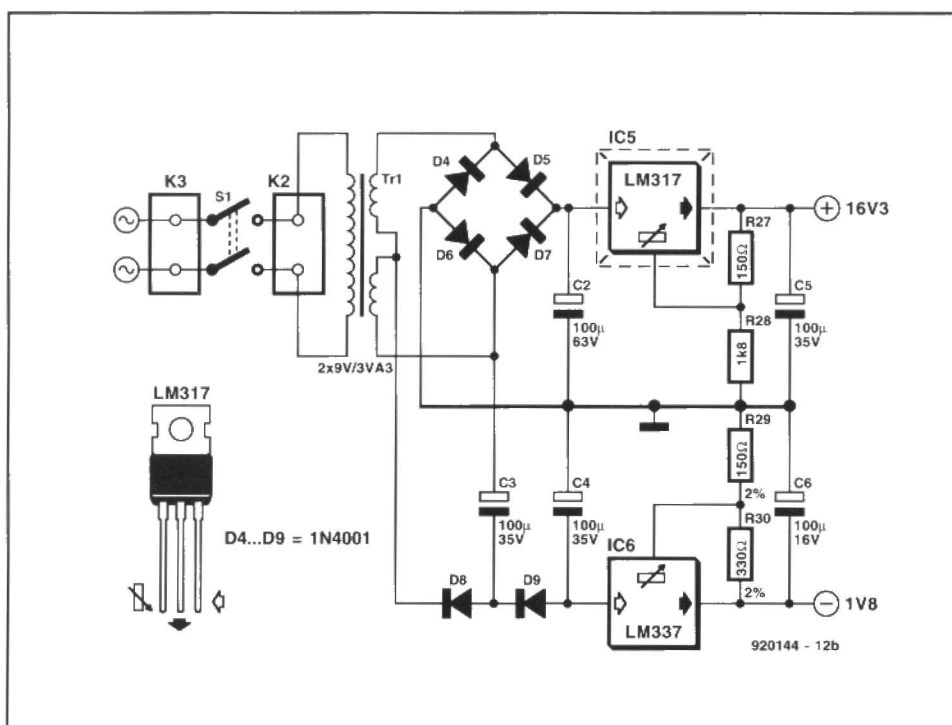 IC5
LM317
K3
S1
K2
Tr1
D4
D5
D6
D7
16V3
R27
150Ω
C2
100µ
63V
R28
1k8
C5
100µ
35V
2x9V/3VA3
LM317
R29
150Ω
2%
C3
100µ
35V
C4
100µ
35V
R30
330Ω
2%
C6
100µ
16V
D4...D9 = 1N4001
IC6
D8
D9
LM337
1V8
920144 - 12b